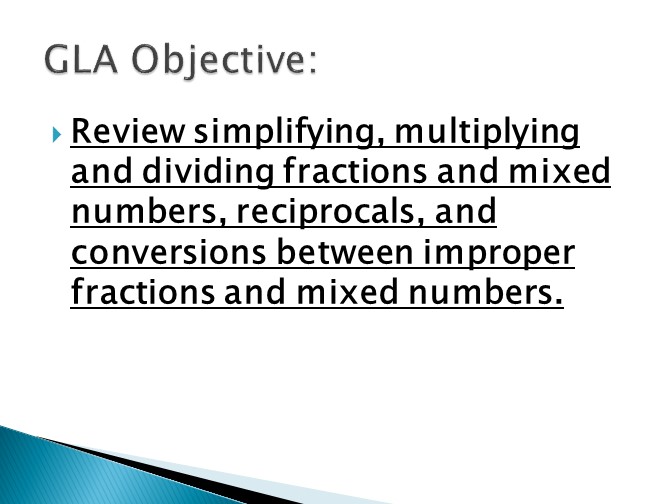 GLA Objective:
Review simplifying, multiplying
and dividing fractions and mixed
numbers, reciprocals, and
conversions between improper
fractions and mixed numbers.